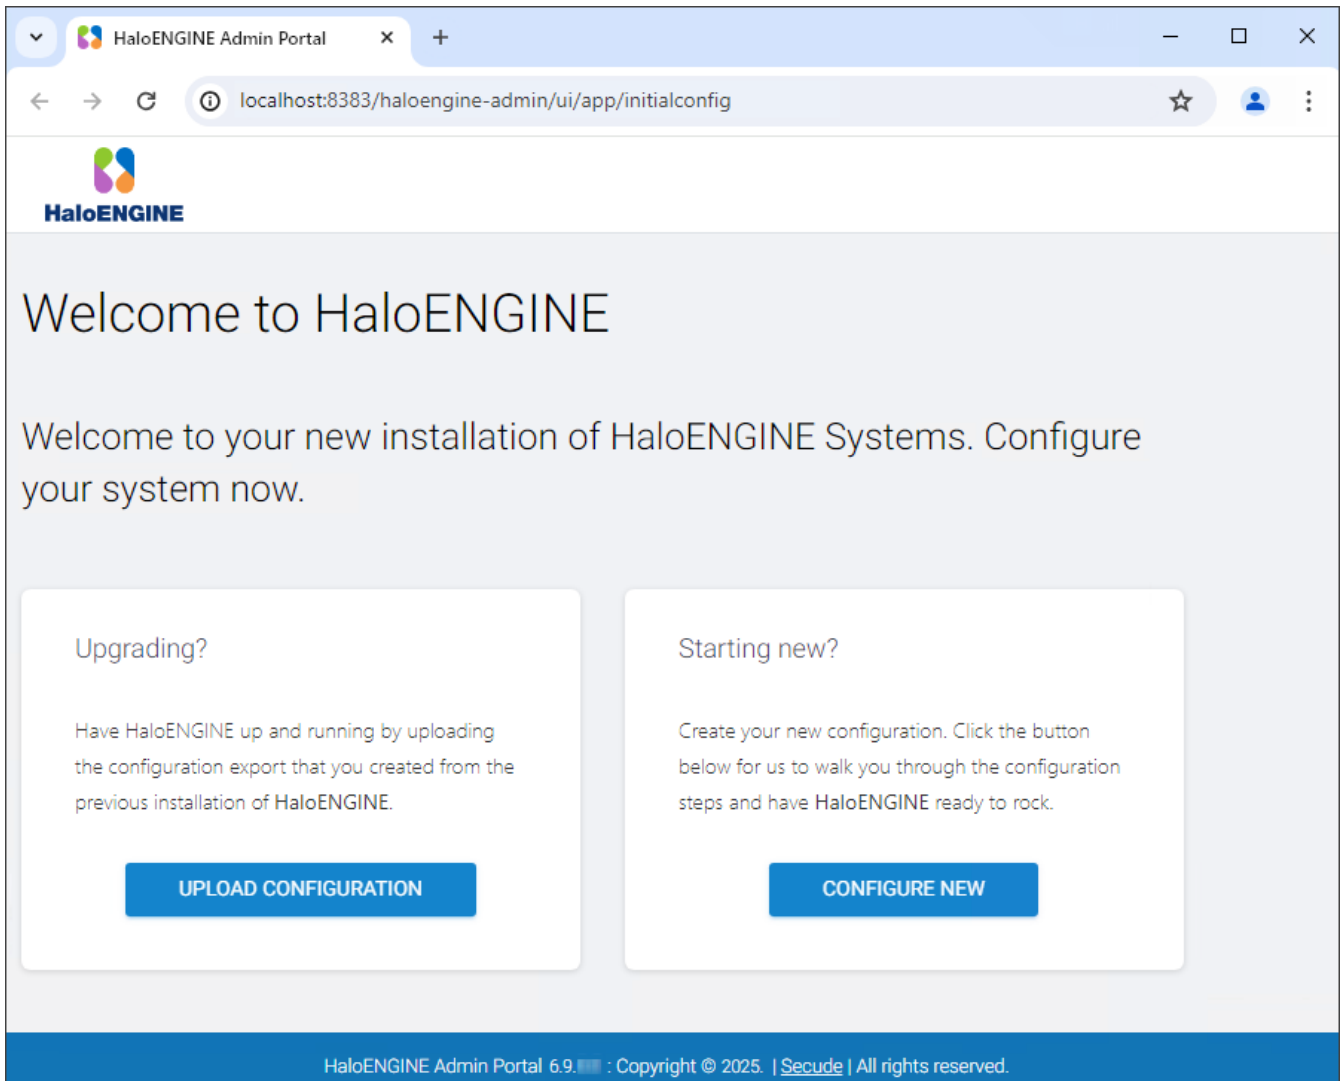 HaloENGINE Admin Portal
localhost:8383/haloengine-admin/ui/app/initialconfig
HaloENGINE
Welcome to HaloENGINE
Welcome to your new installation of HaloENGINE Systems. Configure
your system now.
Upgrading?
Have HaloENGINE up and running by uploading
the configuration export that you created from the
previous installation of HaloENGINE.
UPLOAD CONFIGURATION
Starting new?
Create your new configuration. Click the button
below for us to walk you through the configuration
steps and have HaloENGINE ready to rock.
CONFIGURE NEW
HaloENGINE Admin Portal 6.9. : Copyright © 2025. | Secude | All rights reserved.